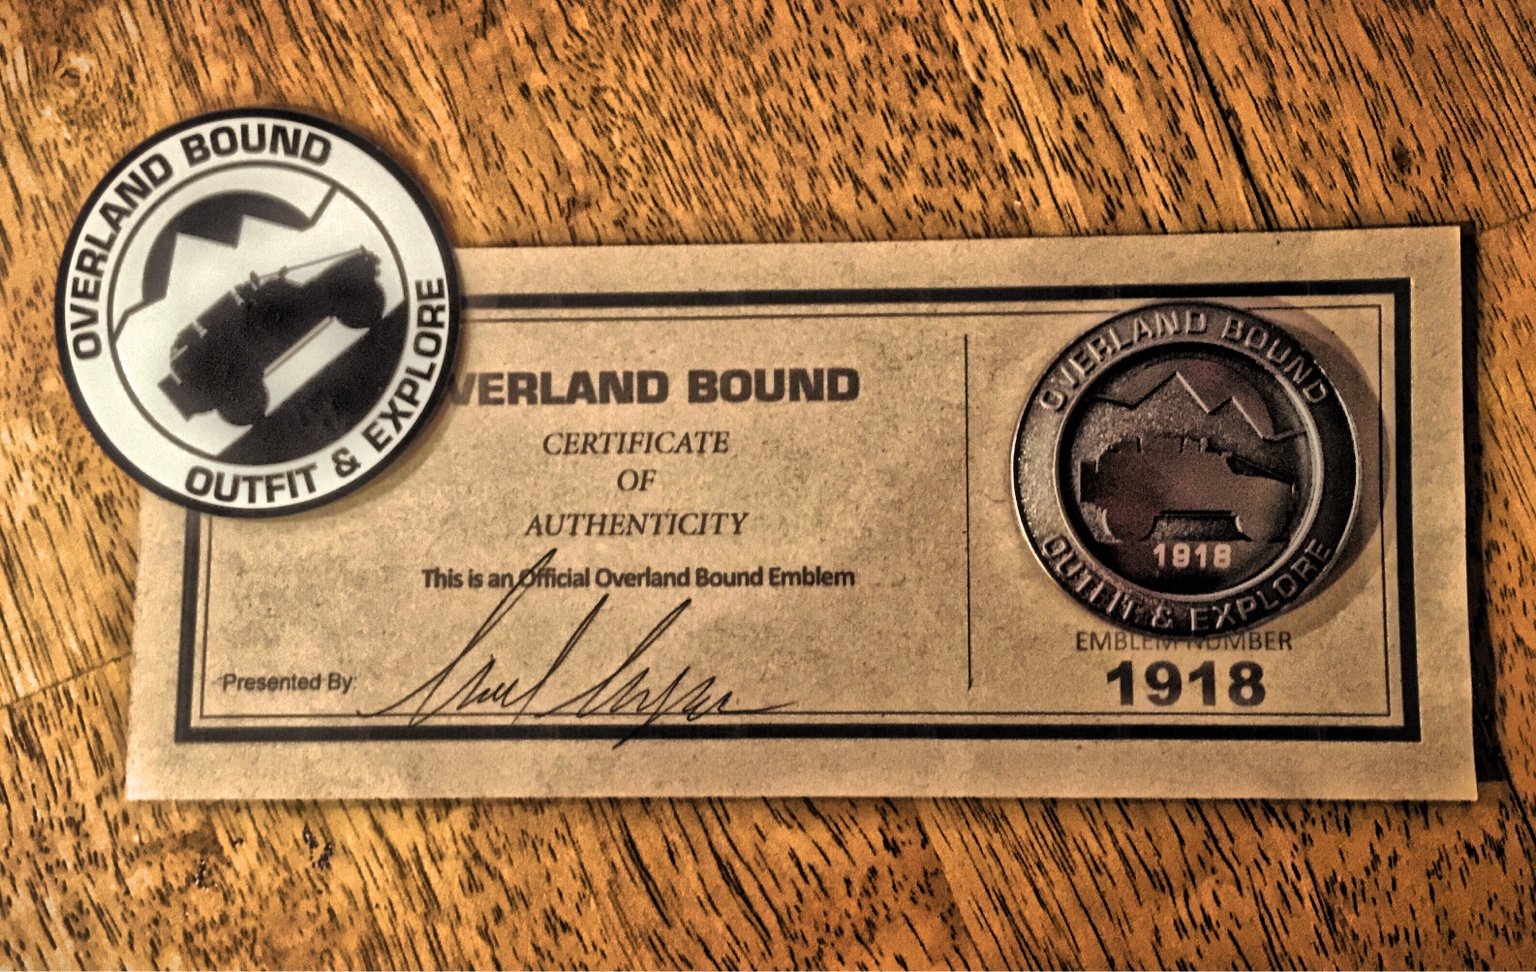 OVERLAND BOUND
OUTFIT & EXPLORE
VERLAND BOUND
CERTIFICATE
OF
AUTHENTICITY
This is an Official Overland Bound Emblem
Presented By:
OVERLAND BOUND
1918
OUTFIT & EXPLORE
EMBLEM NUMBER
1918